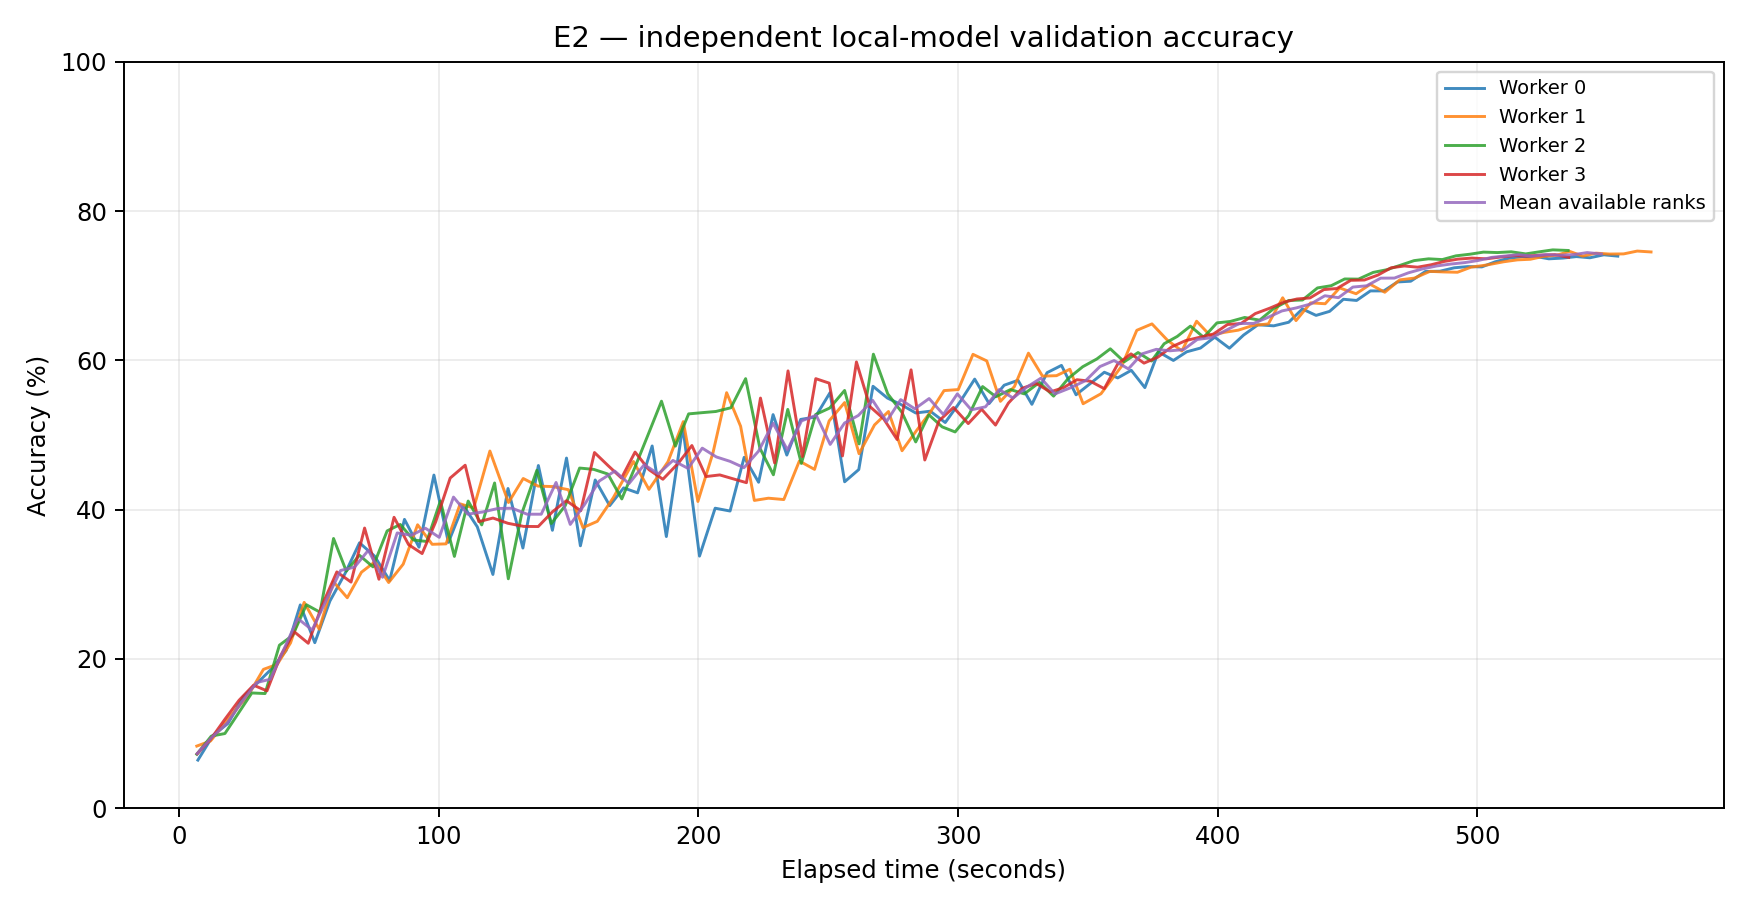 E2 — independent local-model validation accuracy
Accuracy (%)
100
80
60
40
20
0
Worker 0
Worker 1
Worker 2
Worker 3
Mean available ranks
0 100 200 300 400 500
Elapsed time (seconds)